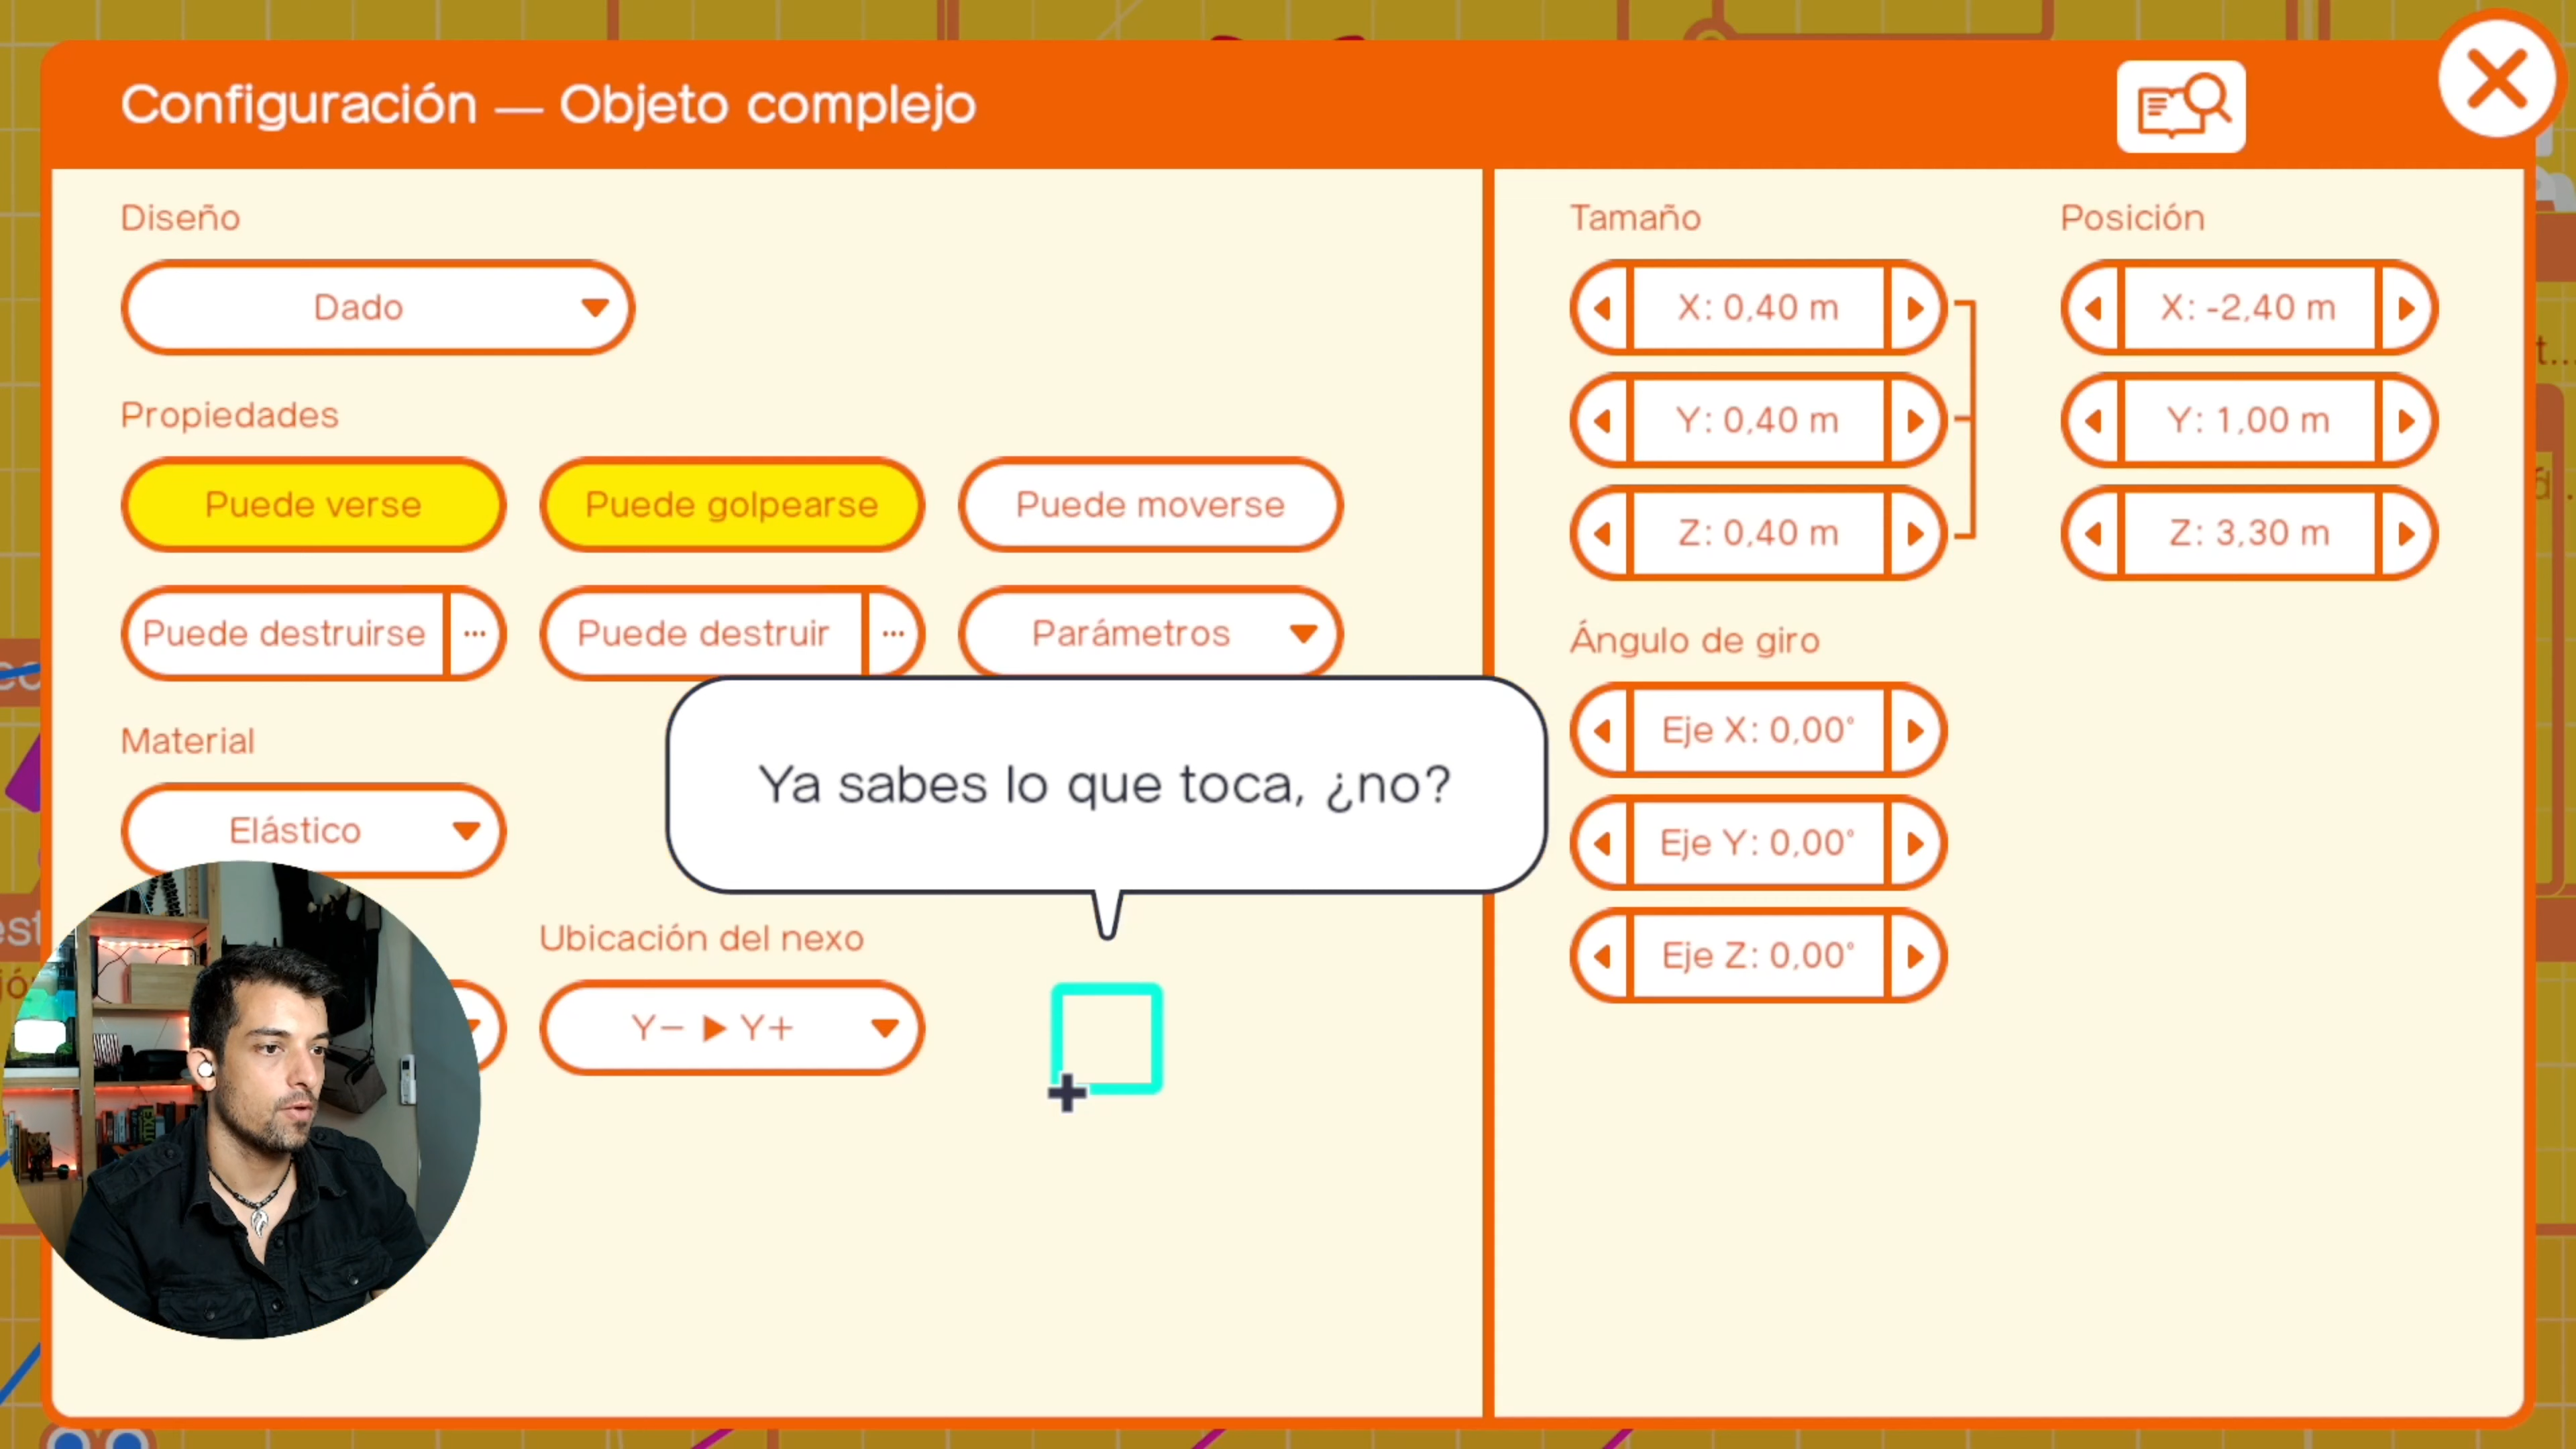 Configuración — Objeto complejo
Diseño
Dado
Propiedades
Puede verse
Puede golpearse
Puede moverse
Puede destruirse
...
Puede destruir
...
Parámetros
Material
Elástico
Ya sabes lo que toca, ¿no?
Ubicación del nexo
Y− ▶ Y+
Tamaño
X: 0,40 m
Y: 0,40 m
Z: 0,40 m
Posición
X: -2,40 m
Y: 1,00 m
Z: 3,30 m
Ángulo de giro
Eje X: 0,00°
Eje Y: 0,00°
Eje Z: 0,00°